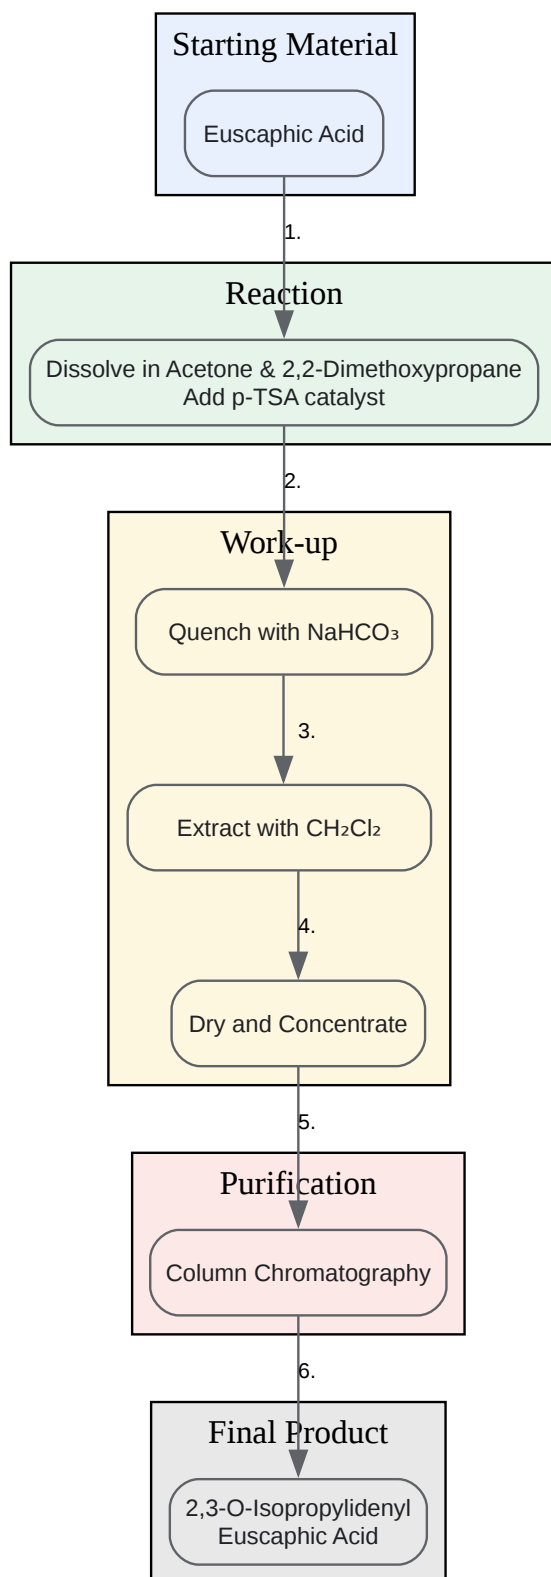 Starting Material
Euscaphic Acid
1.
Reaction
Dissolve in Acetone & 2,2-Dimethoxypropane
Add p-TSA catalyst
2.
Work-up
Quench with NaHCO₃
3.
Extract with CH₂Cl₂
4.
Dry and Concentrate
5.
Purification
Column Chromatography
6.
Final Product
2,3-O-Isopropylidenyl
Euscaphic Acid